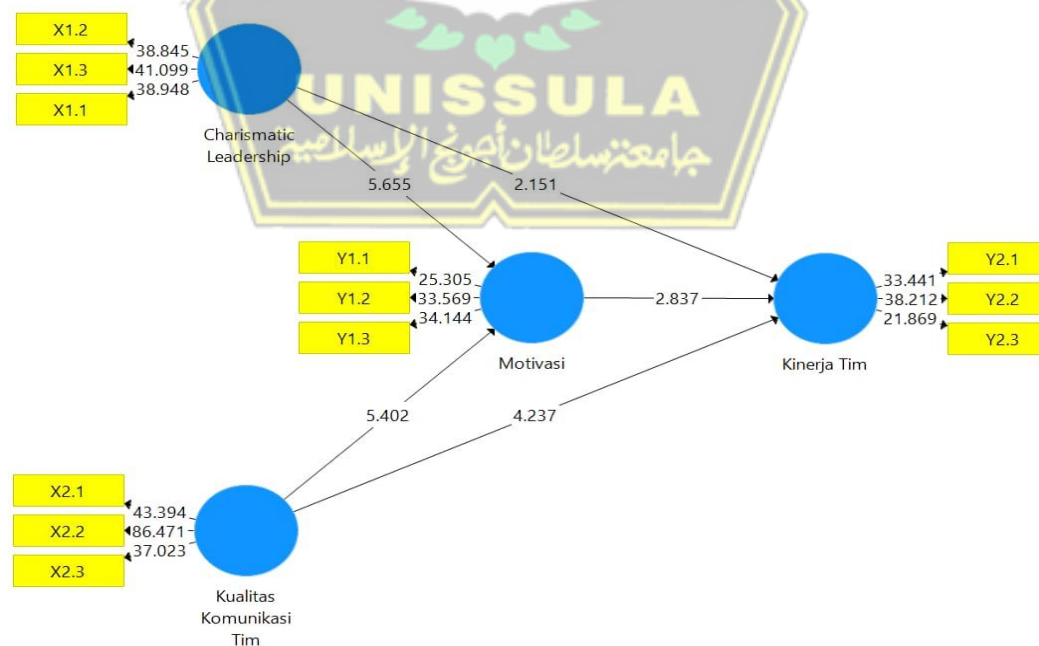 X1.2
X1.3
X1.1
38.845
41.099
38.948
Charismatic
Leadership
UNISSULA
جامعة سلطان أجونج الإسلامية
5.655
2.151
Y1.1
Y1.2
Y1.3
25.305
33.569
34.144
Motivasi
2.837
Kinerja Tim
33.441
38.212
21.869
Y2.1
Y2.2
Y2.3
5.402
4.237
X2.1
X2.2
X2.3
43.394
86.471
37.023
Kualitas
Komunikasi
Tim